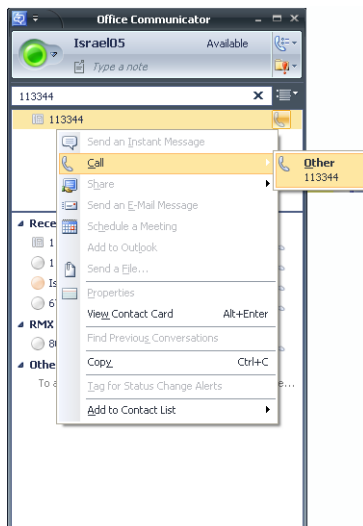 Office Communicator
Israel05 Available
Type a note
113344
113344
Send an Instant Message
Call
Other
113344
Share
Send an E-Mail Message
Schedule a Meeting
Add to Outlook
Send a File...
Properties
View Contact Card Alt+Enter
Find Previous Conversations
Copy Ctrl+C
Tag for Status Change Alerts
Add to Contact List
Rece
1
1
Is
6
RMX
80
Othe
To a e...